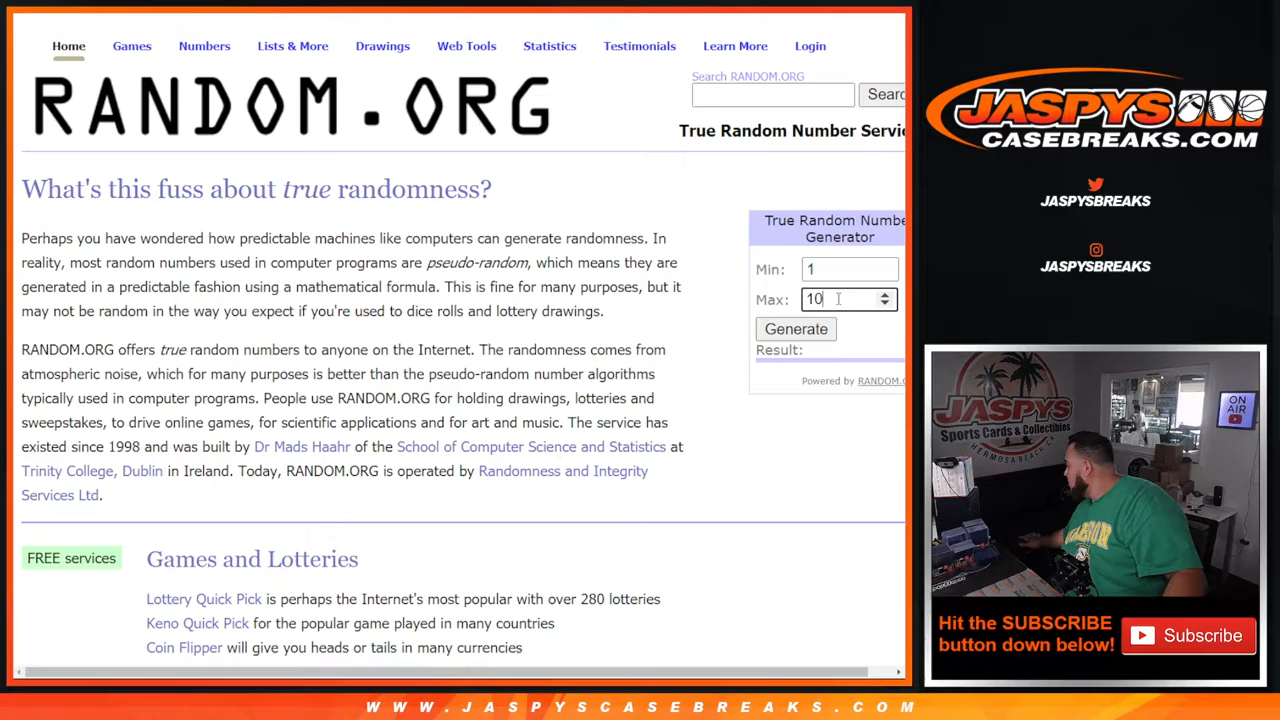 Home Games Numbers Lists & More Drawings Web Tools Statistics Testimonials Learn More Login
RANDOM.ORG
Search RANDOM.ORG
Searc
True Random Number Servi
What's this fuss about true randomness?
Perhaps you have wondered how predictable machines like computers can generate randomness. In
reality, most random numbers used in computer programs are pseudo-random, which means they are
generated in a predictable fashion using a mathematical formula. This is fine for many purposes, but it
may not be random in the way you expect if you're used to dice rolls and lottery drawings.
RANDOM.ORG offers true random numbers to anyone on the Internet. The randomness comes from
atmospheric noise, which for many purposes is better than the pseudo-random number algorithms
typically used in computer programs. People use RANDOM.ORG for holding drawings, lotteries and
sweepstakes, to drive online games, for scientific applications and for art and music. The service has
existed since 1998 and was built by Dr Mads Haahr of the School of Computer Science and Statistics at
Trinity College, Dublin in Ireland. Today, RANDOM.ORG is operated by Randomness and Integrity
Services Ltd.
True Random Numbe
Generator
Min: 1
Max: 10
Generate
Result:
Powered by RANDOM.O
FREE services
Games and Lotteries
Lottery Quick Pick is perhaps the Internet's most popular with over 280 lotteries
Keno Quick Pick for the popular game played in many countries
Coin Flipper will give you heads or tails in many currencies
JASPYS
CASEBREAKS.COM
JASPYSBREAKS
JASPYSBREAKS
JASPYS
Sports Cards & Collectibles
HERMOSA BEACH
ON
AIR
Hit the SUBSCRIBE
button down below!
Subscribe
WWW.JASPYSCASEBREAKS.COM